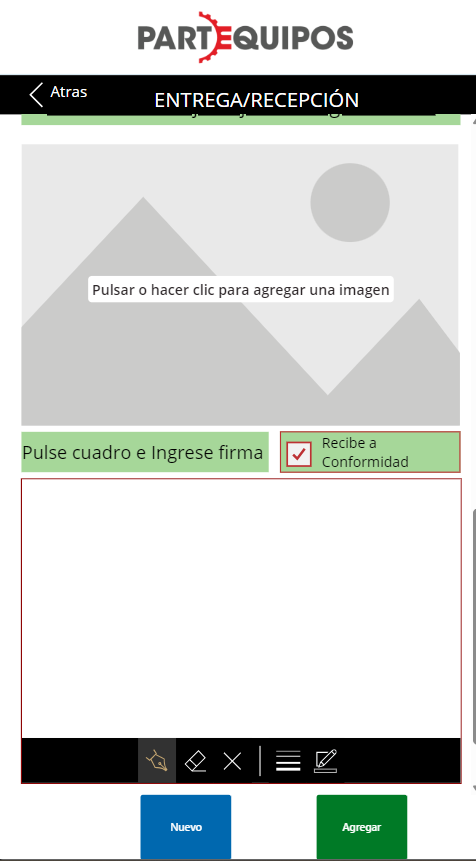 PARTEQUIPOS
Atras
ENTREGA/RECEPCIÓN
Pulsar o hacer clic para agregar una imagen
Pulse cuadro e Ingrese firma
Recibe a
Conformidad
Nuevo
Agregar